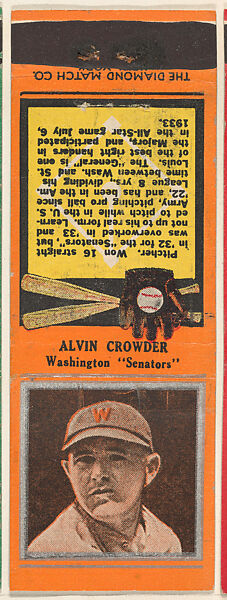 THE DIAMOND MATCH CO.
Pitcher. Won 16 straight
in '32 for the "Senators", but
was overworked in '33 and
not up to his real form. Learn-
ed to pitch while in the U. S.
Army, pitching pro ball since
'22, and has been in the Am.
League 8 yrs., dividing his
time between Wash. and St.
Louis. The "General" is one
of the best right handers in
the Majors, and participated
in the All-Star game July 6,
1933.
ALVIN CROWDER
Washington "Senators"
W